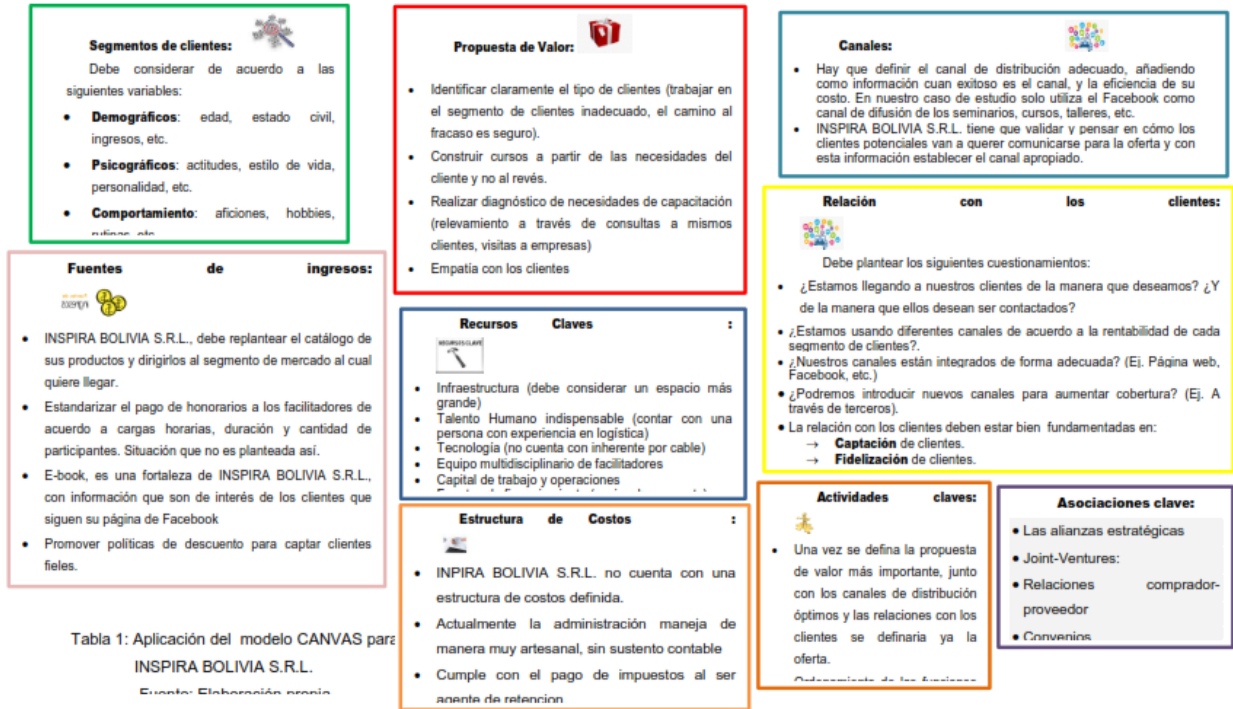 Segmentos de clientes:
Debe considerar de acuerdo a las
siguientes variables:
• Demográficos: edad, estado civil,
ingresos, etc.
• Psicográficos: actitudes, estilo de vida,
personalidad, etc.
• Comportamiento: aficiones, hobbies,
rutinas, etc.
Fuentes de ingresos:
• INSPIRA BOLIVIA S.R.L., debe replantear el catálogo de
sus productos y dirigirlos al segmento de mercado al cual
quiere llegar.
• Estandarizar el pago de honorarios a los facilitadores de
acuerdo a cargas horarias, duración y cantidad de
participantes. Situación que no es planteada así.
• E-book, es una fortaleza de INSPIRA BOLIVIA S.R.L.,
con información que son de interés de los clientes que
siguen su página de Facebook
• Promover políticas de descuento para captar clientes
fieles.
Tabla 1: Aplicación del modelo CANVAS para
INSPIRA BOLIVIA S.R.L.
Fuente: Elaboración propia
Propuesta de Valor:
• Identificar claramente el tipo de clientes (trabajar en
el segmento de clientes inadecuado, el camino al
fracaso es seguro).
• Construir cursos a partir de las necesidades del
cliente y no al revés.
• Realizar diagnóstico de necesidades de capacitación
(relevamiento a través de consultas a mismos
clientes, visitas a empresas)
• Empatía con los clientes
Recursos Claves :
RECURSOS CLAVE
• Infraestructura (debe considerar un espacio más
grande)
• Talento Humano indispensable (contar con una
persona con experiencia en logística)
• Tecnología (no cuenta con inherente por cable)
• Equipo multidisciplinario de facilitadores
• Capital de trabajo y operaciones
Estructura de Costos :
• INPIRA BOLIVIA S.R.L. no cuenta con una
estructura de costos definida.
• Actualmente la administración maneja de
manera muy artesanal, sin sustento contable
• Cumple con el pago de impuestos al ser
agente de retencion
Canales:
• Hay que definir el canal de distribución adecuado, añadiendo
como información cuan exitoso es el canal, y la eficiencia de su
costo. En nuestro caso de estudio solo utiliza el Facebook como
canal de difusión de los seminarios, cursos, talleres, etc.
• INSPIRA BOLIVIA S.R.L. tiene que validar y pensar en cómo los
clientes potenciales van a querer comunicarse para la oferta y con
esta información establecer el canal apropiado.
Relación con los clientes:
Debe plantear los siguientes cuestionamientos:
• ¿Estamos llegando a nuestros clientes de la manera que deseamos? ¿Y
de la manera que ellos desean ser contactados?
• ¿Estamos usando diferentes canales de acuerdo a la rentabilidad de cada
segmento de clientes?.
• ¿Nuestros canales están integrados de forma adecuada? (Ej. Página web,
Facebook, etc.)
• ¿Podremos introducir nuevos canales para aumentar cobertura? (Ej. A
través de terceros).
• La relación con los clientes deben estar bien fundamentadas en:
→ Captación de clientes.
→ Fidelización de clientes.
Actividades claves:
• Una vez se defina la propuesta
de valor más importante, junto
con los canales de distribución
óptimos y las relaciones con los
clientes se definaria ya la
oferta.
Ordenamiento de las funciones
Asociaciones clave:
• Las alianzas estratégicas
• Joint-Ventures:
• Relaciones comprador-
proveedor
• Convenios